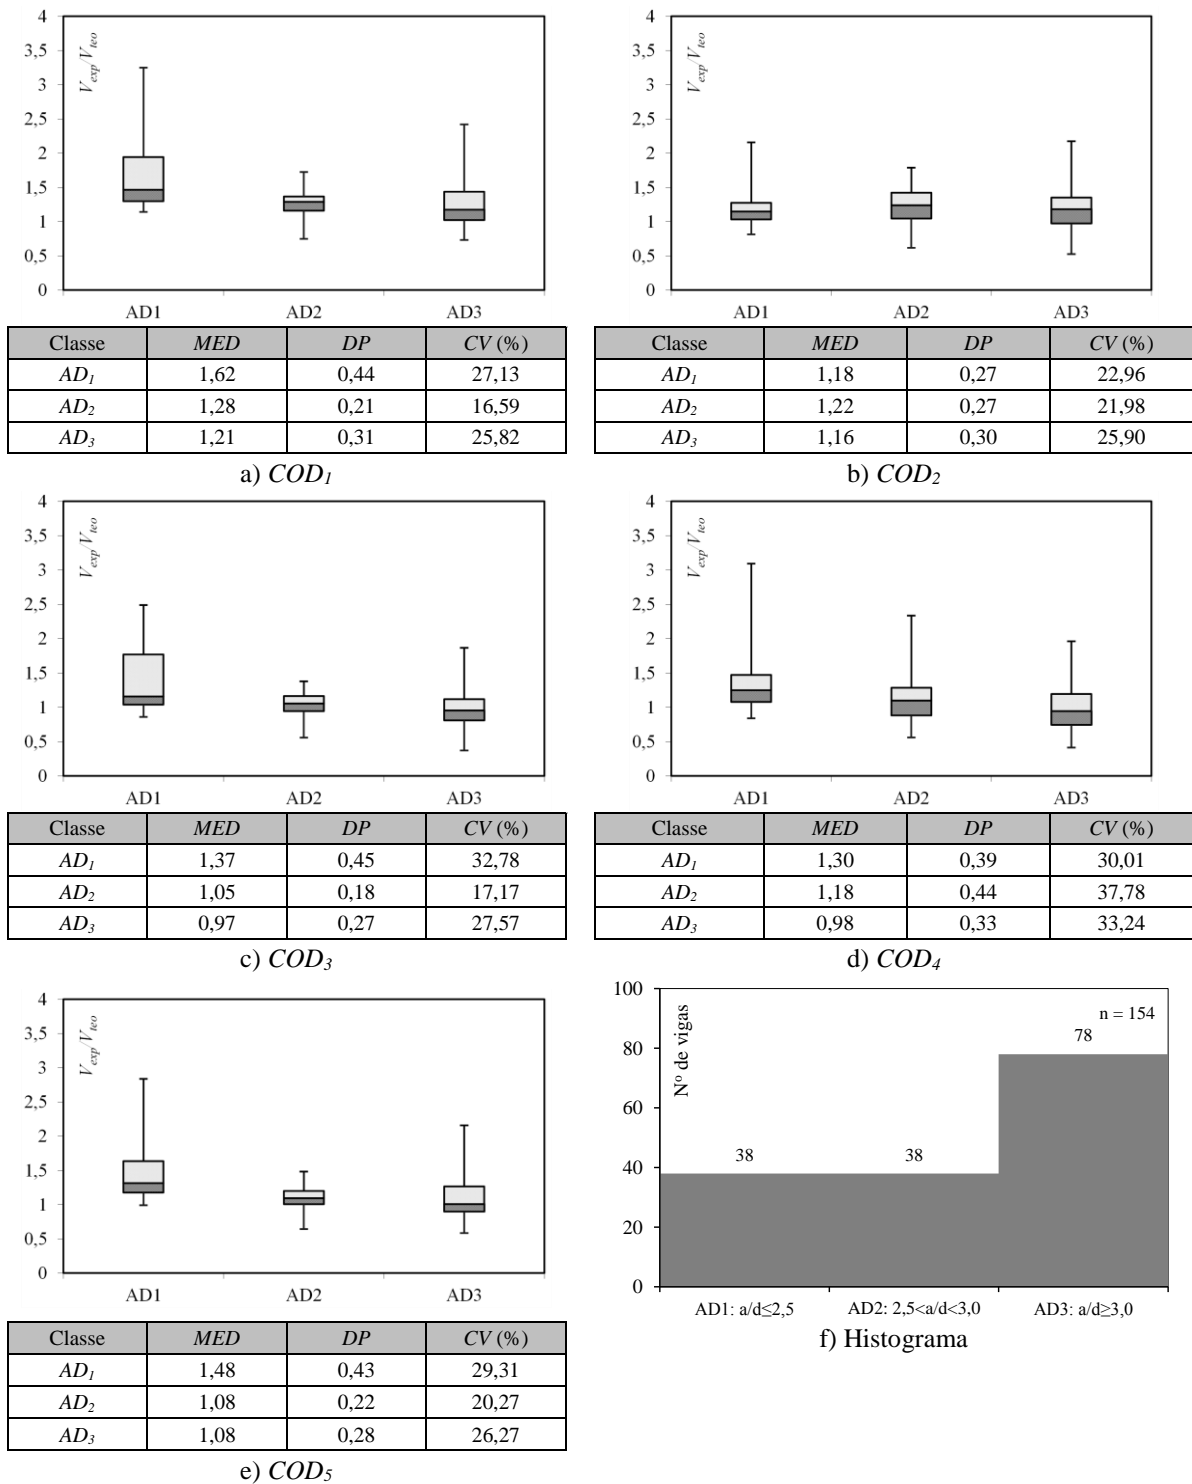 4
3,5
3
2,5
2
1,5
1
0,5
0
V_exp/V_teo
AD1 AD2 AD3
Classe MED DP CV (%)
AD1 1,62 0,44 27,13
AD2 1,28 0,21 16,59
AD3 1,21 0,31 25,82
a) COD1
4
3,5
3
2,5
2
1,5
1
0,5
0
V_exp/V_teo
AD1 AD2 AD3
Classe MED DP CV (%)
AD1 1,18 0,27 22,96
AD2 1,22 0,27 21,98
AD3 1,16 0,30 25,90
b) COD2
4
3,5
3
2,5
2
1,5
1
0,5
0
V_exp/V_teo
AD1 AD2 AD3
Classe MED DP CV (%)
AD1 1,37 0,45 32,78
AD2 1,05 0,18 17,17
AD3 0,97 0,27 27,57
c) COD3
4
3,5
3
2,5
2
1,5
1
0,5
0
V_exp/V_teo
AD1 AD2 AD3
Classe MED DP CV (%)
AD1 1,30 0,39 30,01
AD2 1,18 0,44 37,78
AD3 0,98 0,33 33,24
d) COD4
4
3,5
3
2,5
2
1,5
1
0,5
0
V_exp/V_teo
AD1 AD2 AD3
Classe MED DP CV (%)
AD1 1,48 0,43 29,31
AD2 1,08 0,22 20,27
AD3 1,08 0,28 26,27
e) COD5
100
80
60
40
20
0
Nº de vigas
n = 154
78
38 38
AD1: a/d≤2,5 AD2: 2,5<a/d<3,0 AD3: a/d≥3,0
f) Histograma